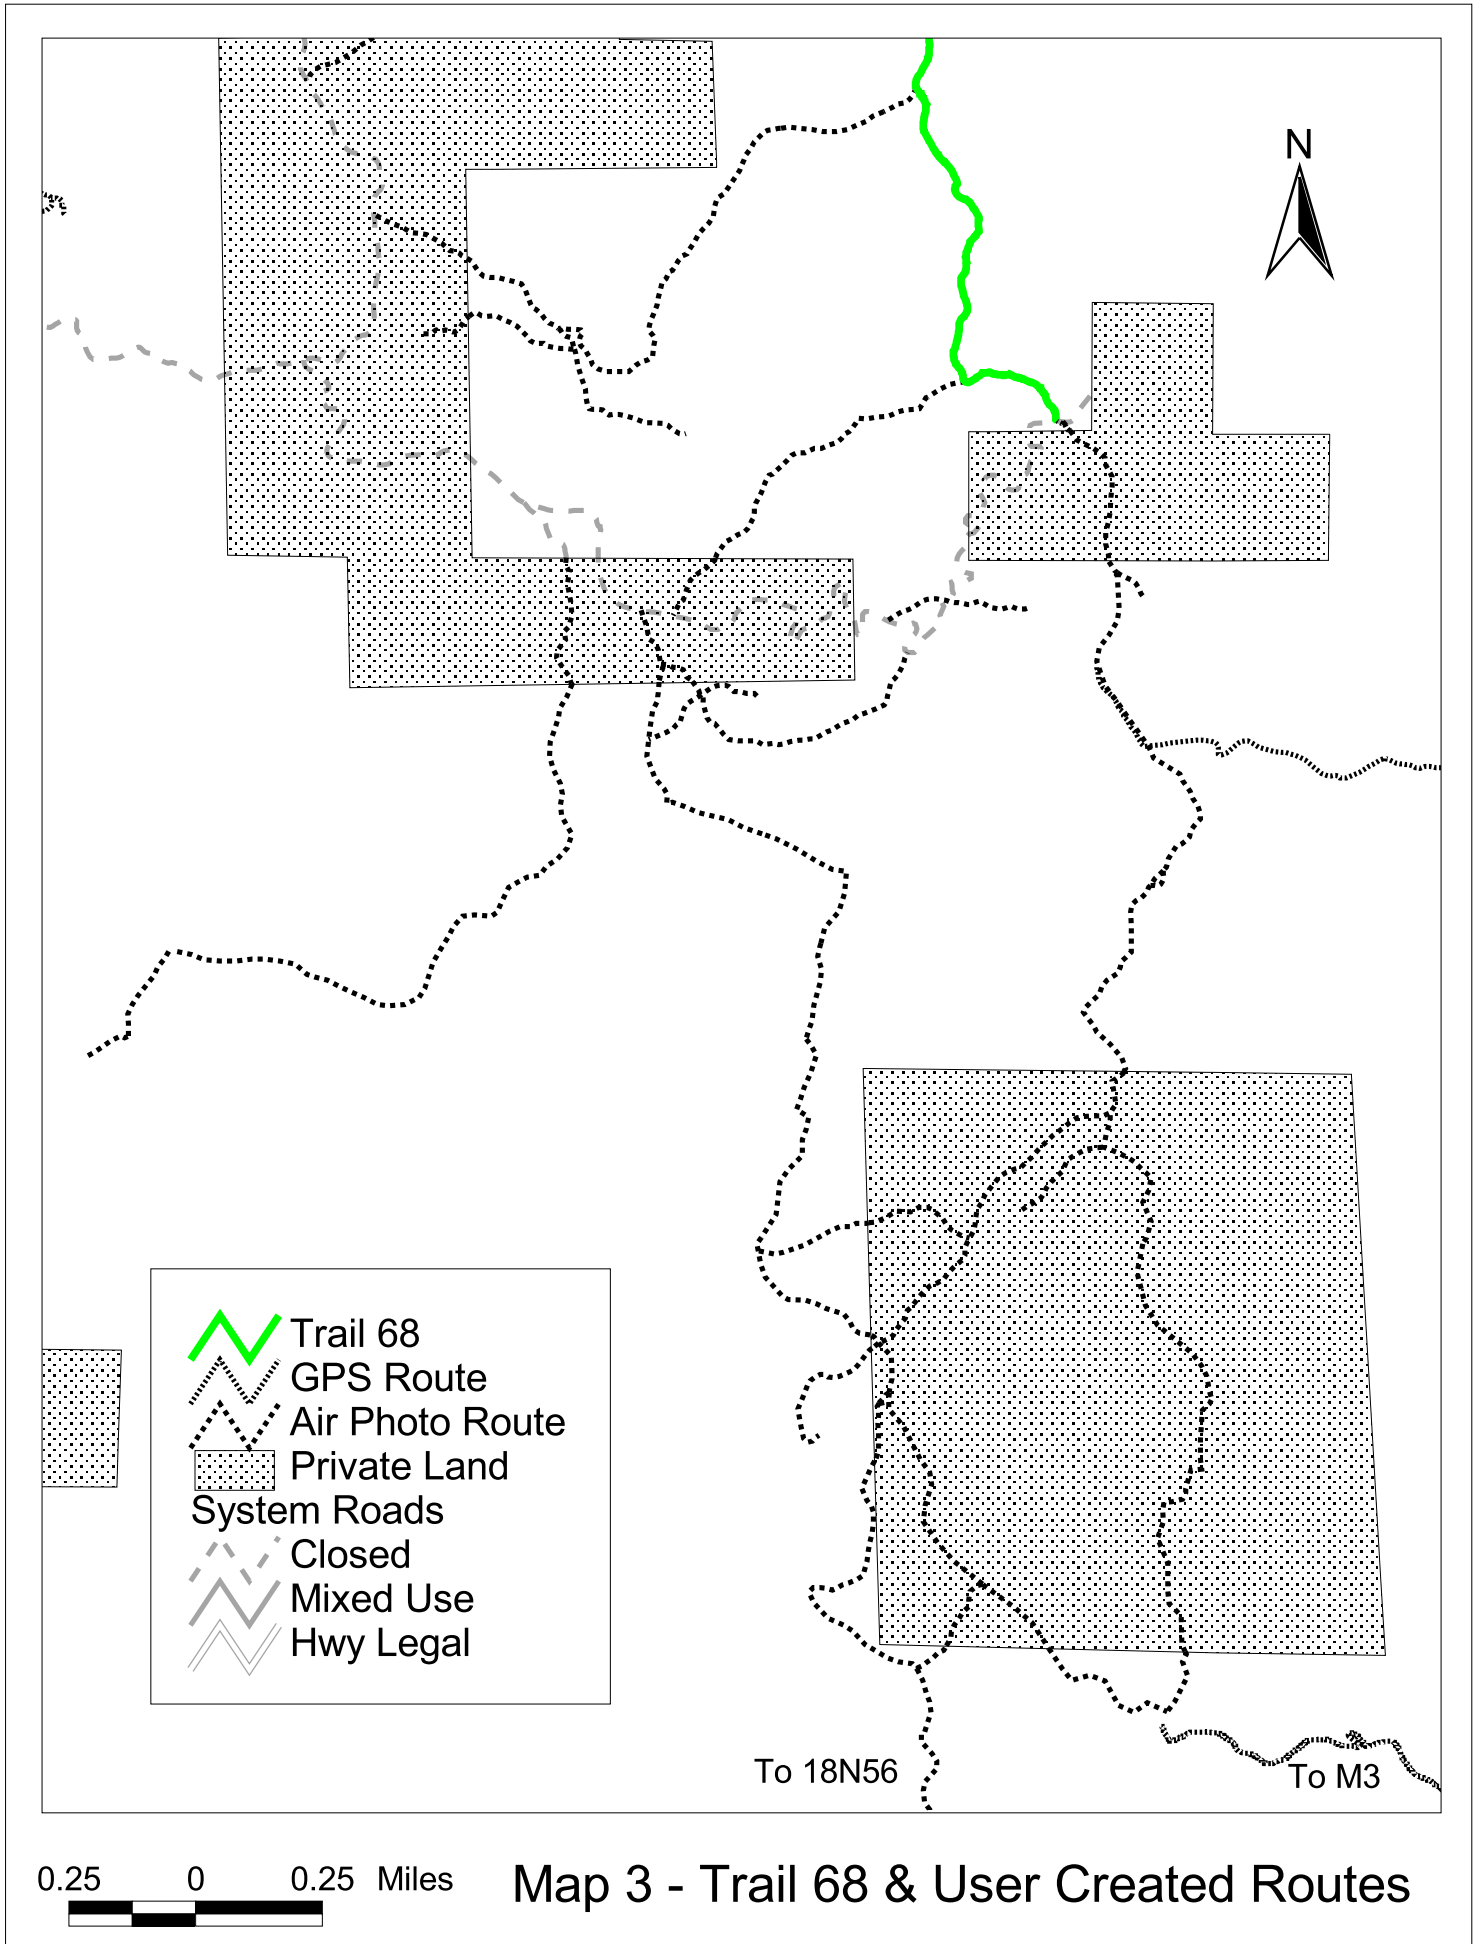 N
Trail 68
GPS Route
Air Photo Route
Private Land
System Roads
Closed
Mixed Use
Hwy Legal
To 18N56
To M3
0.25 0 0.25 Miles
Map 3 - Trail 68 & User Created Routes